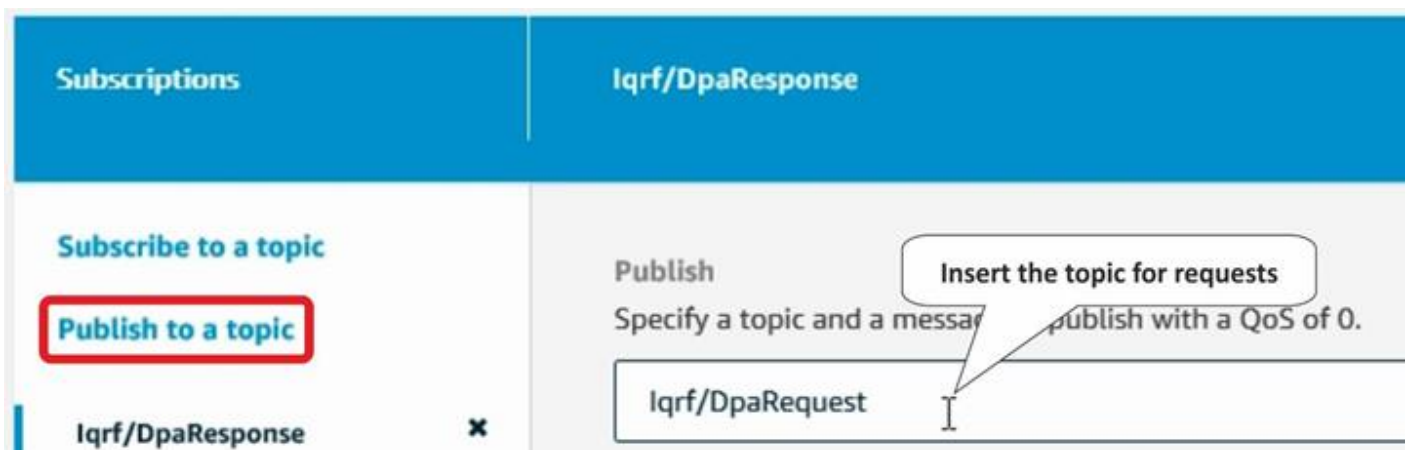 Subscriptions
Iqrf/DpaResponse
Subscribe to a topic
Publish to a topic
Iqrf/DpaResponse ✖
Publish
Insert the topic for requests
Specify a topic and a messa publish with a QoS of 0.
Iqrf/DpaRequest